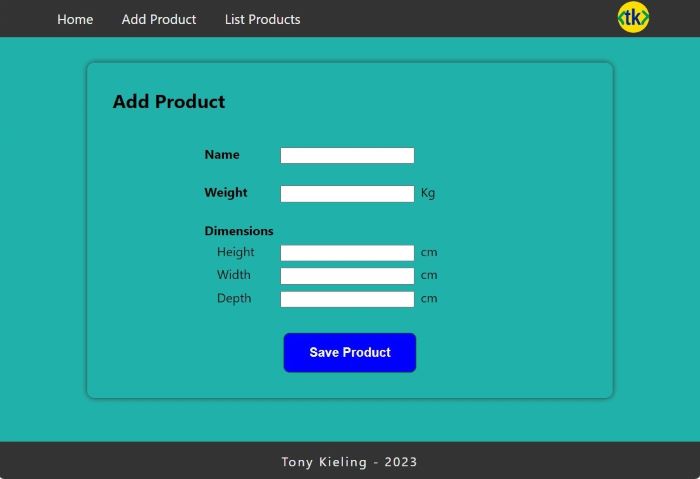 Home Add Product List Products <tk>
Add Product
Name
Weight Kg
Dimensions
Height cm
Width cm
Depth cm
Save Product
Tony Kieling - 2023